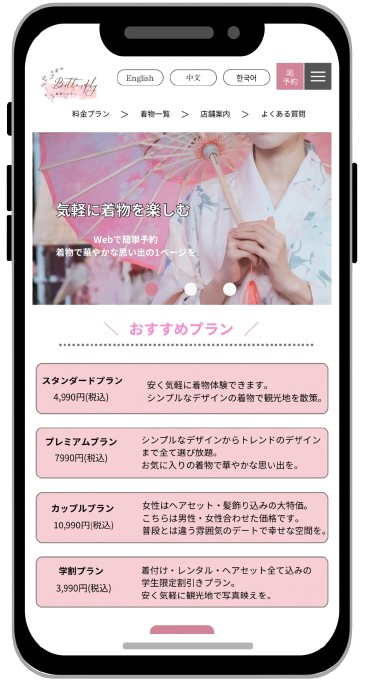 Butterfly
English
中文
한국어
予約
料金プラン > 着物一覧 > 店舗案内 > よくある質問
気軽に着物を楽しむ
Webで簡単予約
着物で華やかな思い出の1ページを
おすすめプラン
スタンダードプラン
4,990円(税込)
安く気軽に着物体験できます。
シンプルなデザインの着物で観光地を散策。
プレミアムプラン
7990円(税込)
シンプルなデザインからトレンドのデザイン
まで全て選び放題。
お気に入りの着物で華やかな思い出を。
カップルプラン
10,990円(税込)
女性はヘアセット・髪飾り込みの大特価。
こちらは男性・女性合わせた価格です。
普段とは違う雰囲気のデートで幸せな空間を。
学割プラン
3,990円(税込)
着付け・レンタル・ヘアセット全て込みの
学生限定割引きプラン。
安く気軽に観光地で写真映えを。